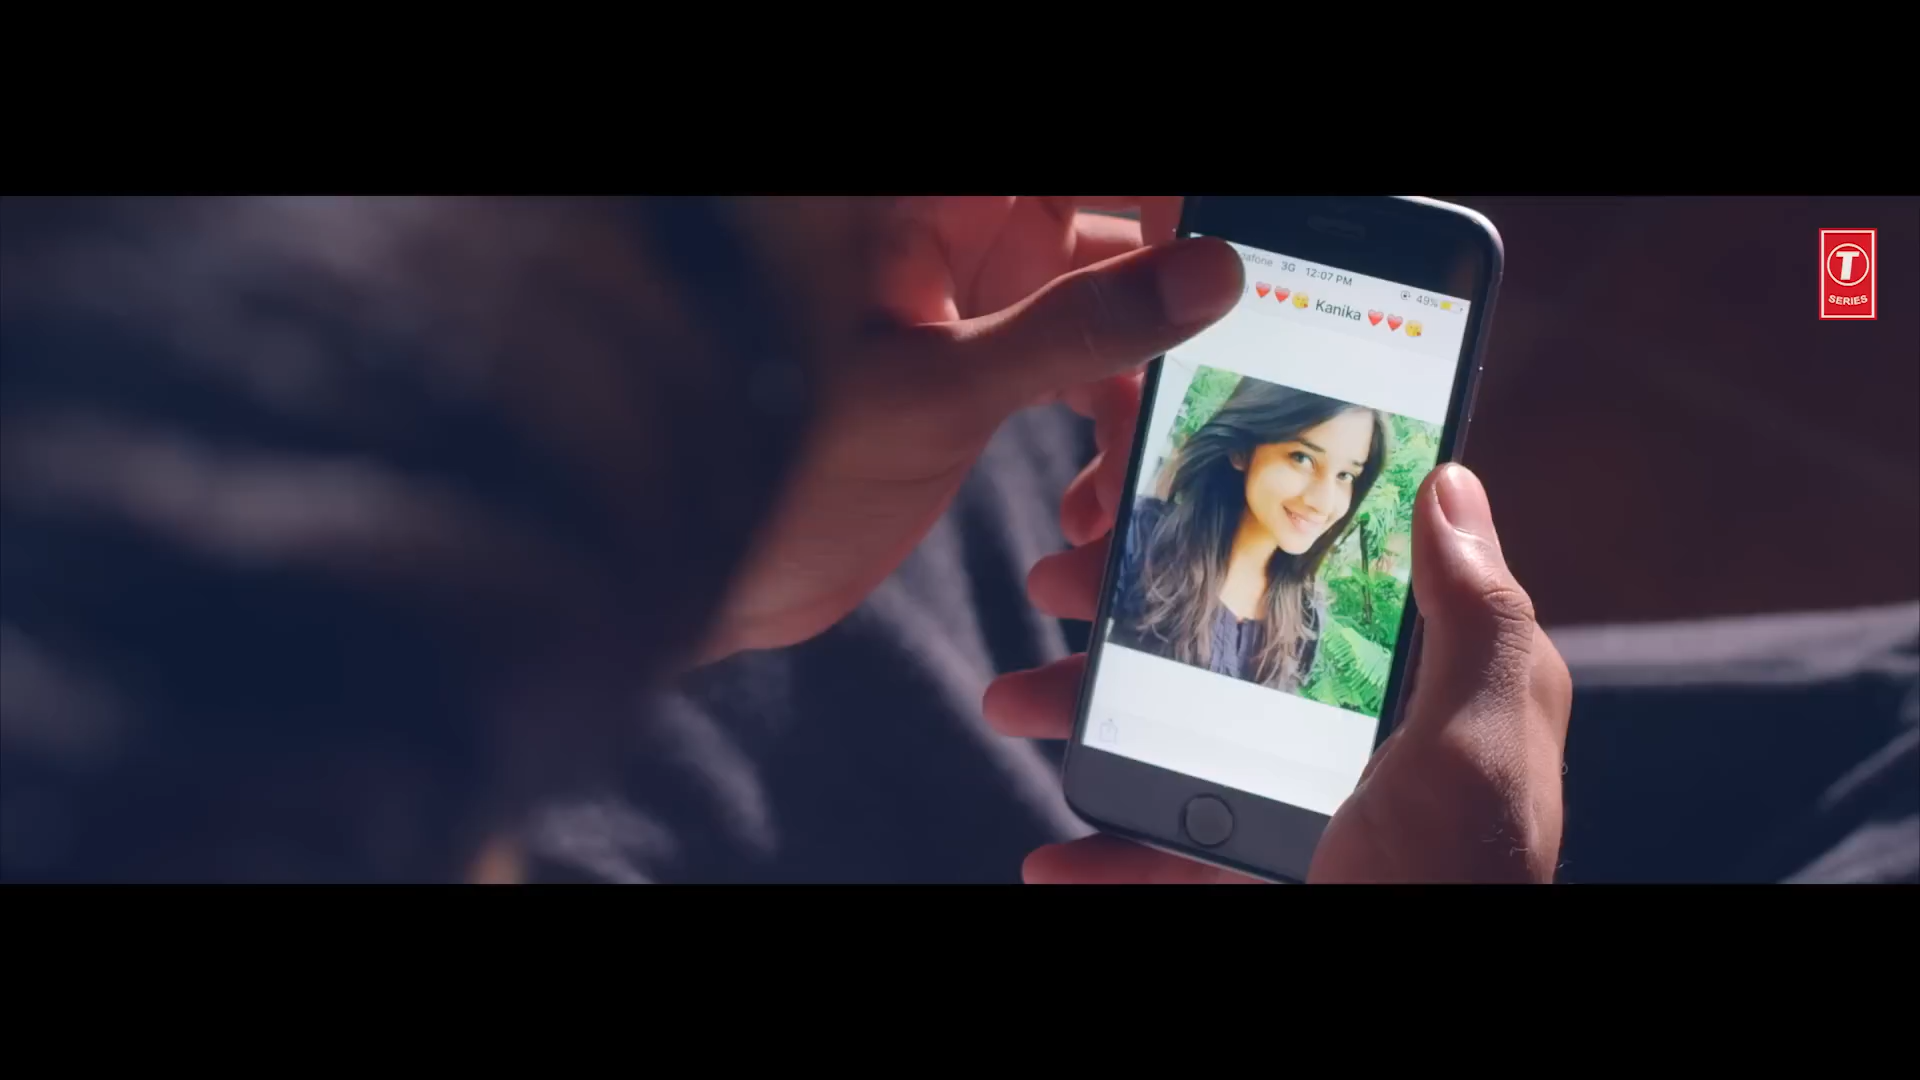 3G 12:07 PM 49%
❤️❤️😘 Kanika ❤️❤️😘
T
SERIES